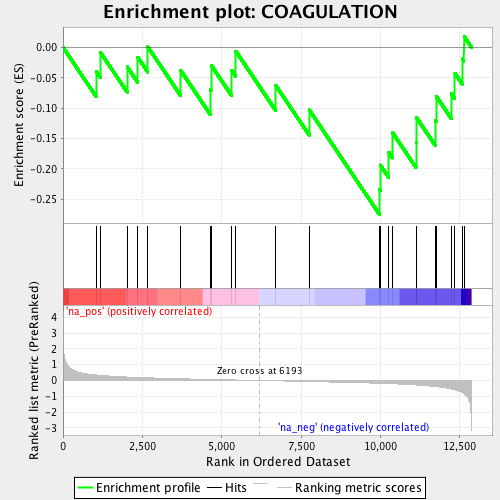 Enrichment plot: COAGULATION
Enrichment score (ES)
0.00
-0.05
-0.10
-0.15
-0.20
-0.25
'na_pos' (positively correlated)
Ranked list metric (PreRanked)
4
3
2
1
0
-1
-2
-3
Zero cross at 6193
'na_neg' (negatively correlated)
0 2,500 5,000 7,500 10,000 12,500
Rank in Ordered Dataset
Enrichment profile Hits Ranking metric scores